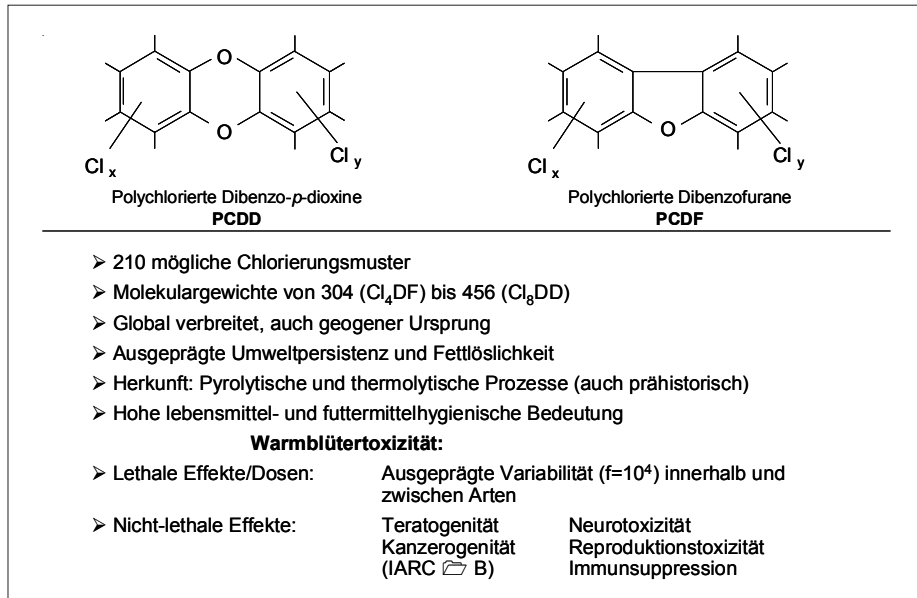 O
O
Cl x
Cl y
O
Cl x
Cl y
Polychlorierte Dibenzo-p-dioxine
PCDD
Polychlorierte Dibenzofurane
PCDF
➢ 210 mögliche Chlorierungsmuster
➢ Molekulargewichte von 304 (Cl₄DF) bis 456 (Cl₈DD)
➢ Global verbreitet, auch geogener Ursprung
➢ Ausgeprägte Umweltpersistenz und Fettlöslichkeit
➢ Herkunft: Pyrolytische und thermolytische Prozesse (auch prähistorisch)
➢ Hohe lebensmittel- und futtermittelhygienische Bedeutung
Warmblütertoxizität:
➢ Lethale Effekte/Dosen: Ausgeprägte Variabilität (f=10⁴) innerhalb und
zwischen Arten
➢ Nicht-lethale Effekte: Teratogenität Neurotoxizität
Kanzerogenität Reproduktionstoxizität
(IARC 🗁 B) Immunsuppression